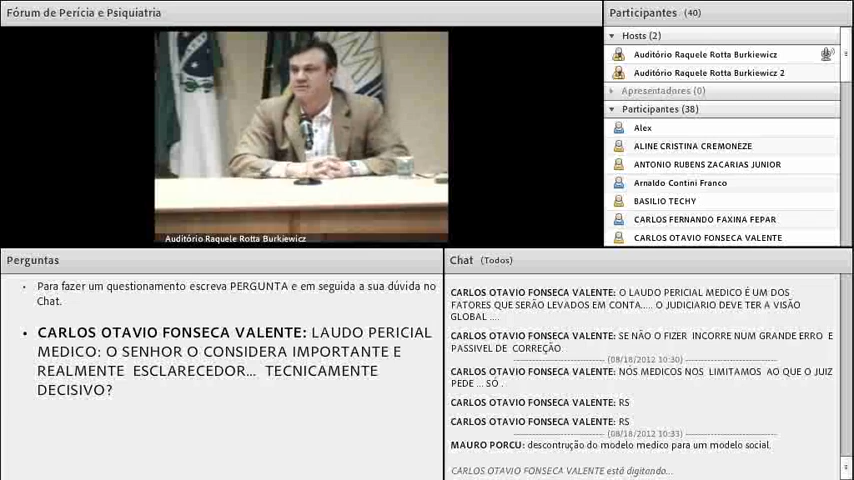 Fórum de Perícia e Psiquiatria
Auditório Raquele Rotta Burkiewicz
Participantes (40)
Hosts (2)
Auditório Raquele Rotta Burkiewicz
Auditório Raquele Rotta Burkiewicz 2
Apresentadores (0)
Participantes (38)
Alex
ALINE CRISTINA CREMONEZE
ANTONIO RUBENS ZACARIAS JUNIOR
Arnaldo Contini Franco
BASILIO TECHY
CARLOS FERNANDO FAXINA FEPAR
CARLOS OTAVIO FONSECA VALENTE
Perguntas
• Para fazer um questionamento escreva PERGUNTA e em seguida a sua dúvida no
Chat.
• CARLOS OTAVIO FONSECA VALENTE: LAUDO PERICIAL
MEDICO: O SENHOR O CONSIDERA IMPORTANTE E
REALMENTE ESCLARECEDOR... TECNICAMENTE
DECISIVO?
Chat (Todos)
CARLOS OTAVIO FONSECA VALENTE: O LAUDO PERICIAL MEDICO É UM DOS
FATORES QUE SERÃO LEVADOS EM CONTA..... O JUDICIARIO DEVE TER A VISÃO
GLOBAL ....
CARLOS OTAVIO FONSECA VALENTE: SE NÃO O FIZER INCORRE NUM GRANDE ERRO E
PASSIVEL DE CORREÇÃO.
(08/18/2012 10:30)
CARLOS OTAVIO FONSECA VALENTE: NÓS MEDICOS NOS LIMITAMOS AO QUE O JUIZ
PEDE ... SÓ .
CARLOS OTAVIO FONSECA VALENTE: RS
CARLOS OTAVIO FONSECA VALENTE: RS
(08/18/2012 10:33)
MAURO PORCU: descontrução do modelo medico para um modelo social.
CARLOS OTAVIO FONSECA VALENTE está digitando...